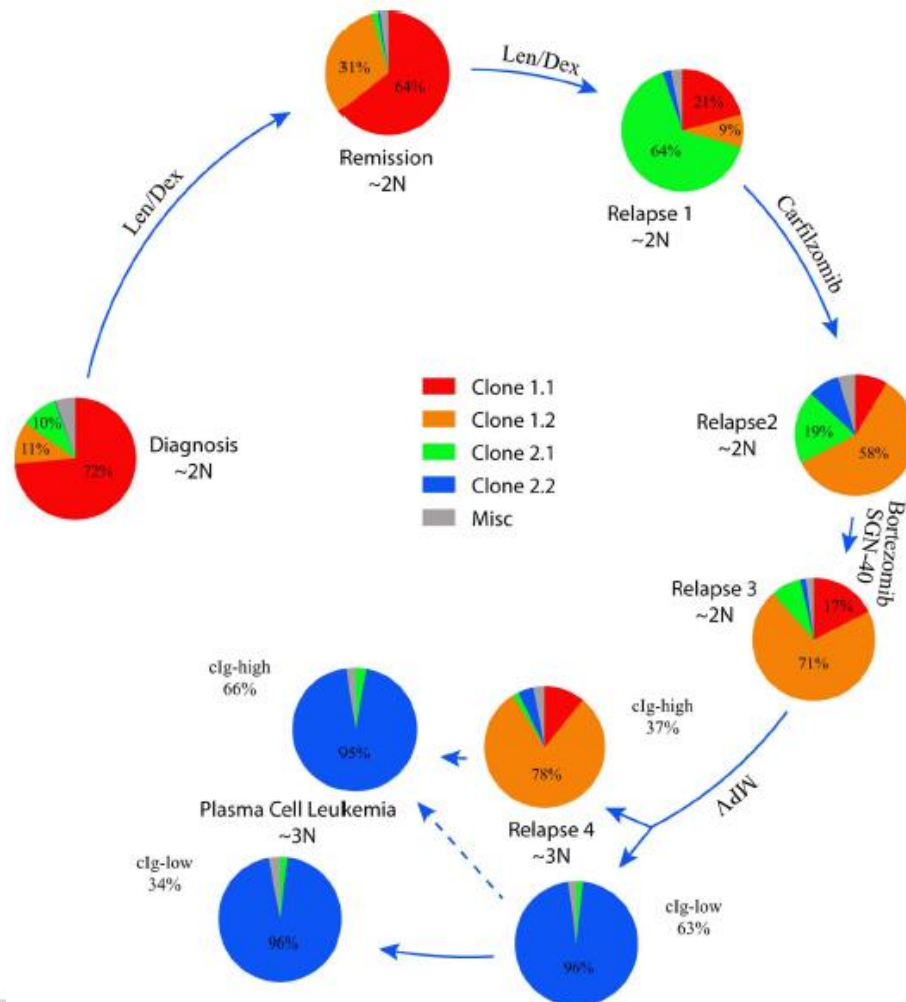 31%
64%
Remission
~2N
Len/Dex
Len/Dex
21%
9%
64%
Relapse 1
~2N
Carfilzomib
10%
11%
72%
Diagnosis
~2N
Clone 1.1
Clone 1.2
Clone 2.1
Clone 2.2
Misc
Relapse2
~2N
19%
58%
Bortezomib
SGN-40
Relapse 3
~2N
17%
71%
MPV
cIg-high
66%
95%
Plasma Cell Leukemia
~3N
cIg-high
37%
78%
Relapse 4
~3N
cIg-low
34%
96%
cIg-low
63%
96%